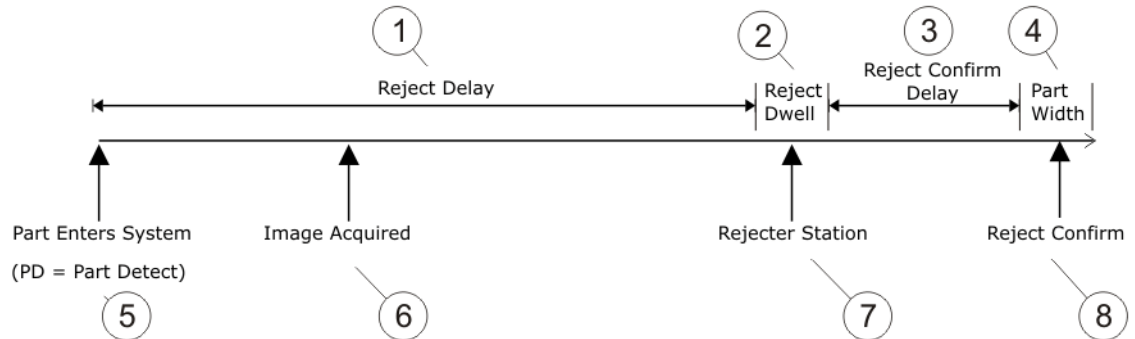 1
2
3
4
Reject Delay
Reject
Dwell
Reject Confirm
Delay
Part
Width
Part Enters System
(PD = Part Detect)
Image Acquired
Rejecter Station
Reject Confirm
5
6
7
8